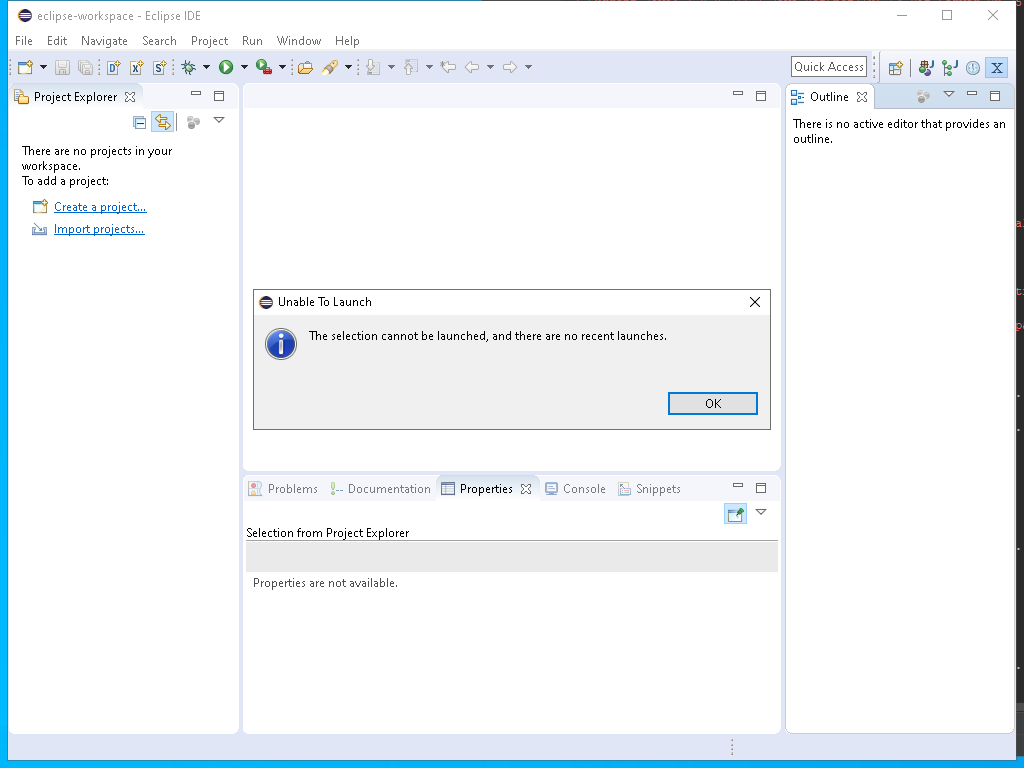 eclipse-workspace - Eclipse IDE
File Edit Navigate Search Project Run Window Help
Quick Access
Project Explorer
There are no projects in your
workspace.
To add a project:
Create a project...
Import projects...
Outline
There is no active editor that provides an
outline.
Unable To Launch
The selection cannot be launched, and there are no recent launches.
OK
Problems Documentation Properties Console Snippets
Selection from Project Explorer
Properties are not available.